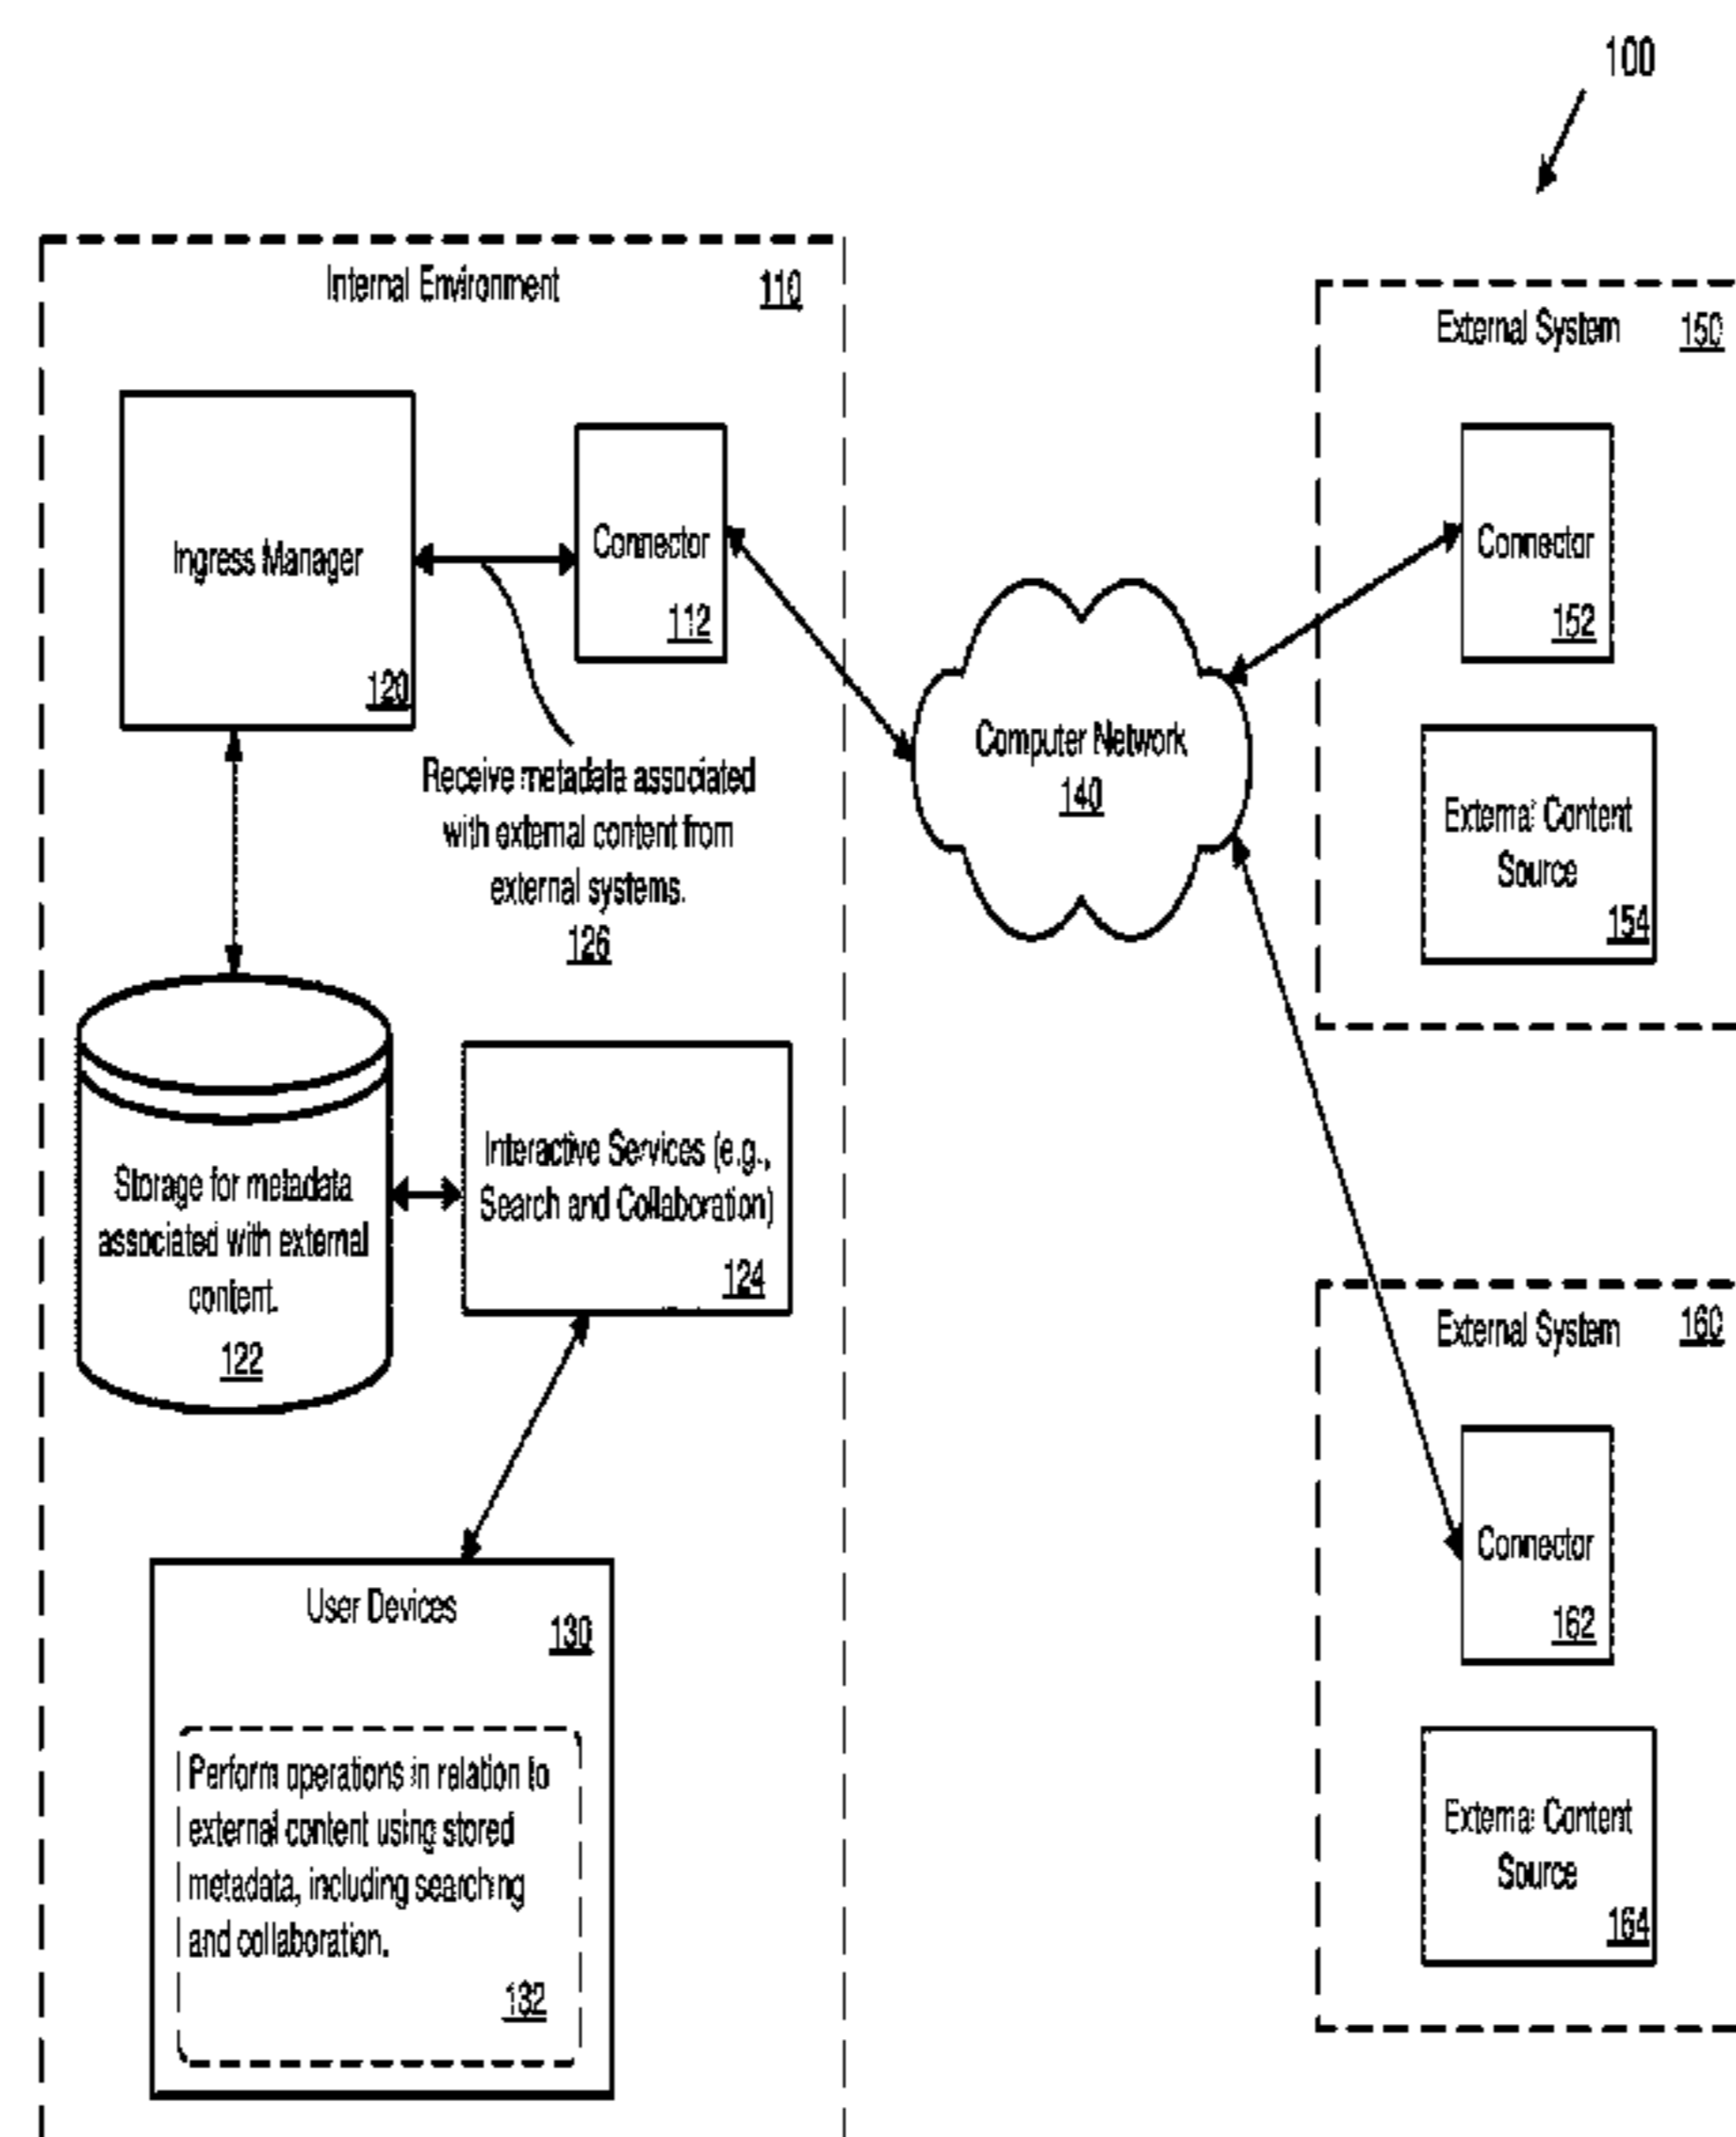 100
Internal Environment
110
External System
150
Ingress Manager
120
Connector
112
Connector
152
Receive metadata associated
with external content from
external systems.
126
Computer Network
140
External Content
Source
154
Storage for metadata
associated with external
content.
122
Interactive Services (e.g.,
Search and Collaboration)
124
External System
160
Connector
162
External Content
Source
164
User Devices
130
Perform operations in relation to
external content using stored
metadata, including searching
and collaboration.
132